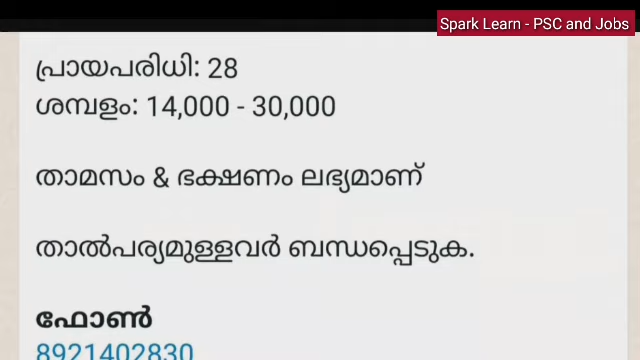 Spark Learn - PSC and Jobs
പ്രായപരിധി: 28
ശമ്പളം: 14,000 - 30,000
താമസം & ഭക്ഷണം ലഭ്യമാണ്
താൽപര്യമുള്ളവർ ബന്ധപ്പെടുക.
ഫോൺ
8921402830